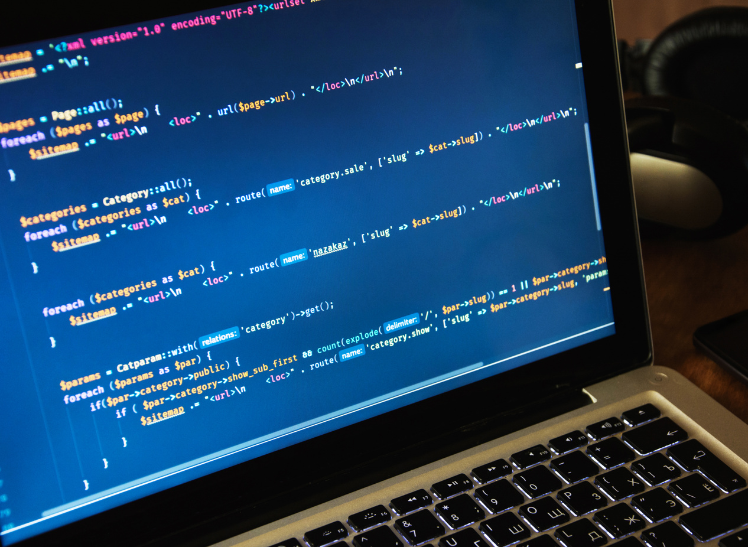 sitemap = '<?xml version="1.0" encoding="UTF-8"?><urlset
sitemap .= "\n";
$pages = Page::all();
foreach ($pages as $page) {
$sitemap .= "<url>\n <loc>" . url($page->url) . "</loc>\n</url>\n";
}
$categories = Category::all();
foreach ($categories as $cat) {
$sitemap .= "<url>\n <loc>" . route( name: 'category.sale', ['slug' => $cat->slug]) . "</loc>\n</url>\n";
}
foreach ($categories as $cat) {
$sitemap .= "<url>\n <loc>" . route( name: 'nazakaz', ['slug' => $cat->slug]) . "</loc>\n</url>\n";
}
$params = Catparam::with( relations: 'category')->get();
foreach ($params as $par) {
if($par->category->public) {
if ( $par->category->show_sub_first && count(explode( delimiter: '/', $par->slug)) == 1 || $par->category->sh
$sitemap .= "<url>\n <loc>" . route( name: 'category.show', ['slug' => $par->category->slug, 'param
}
}
}
& 7 * 8 ( 9 ) 0 - + =
U Г I Ш O Щ P З Х Ъ
Л Д Ж Э Ё